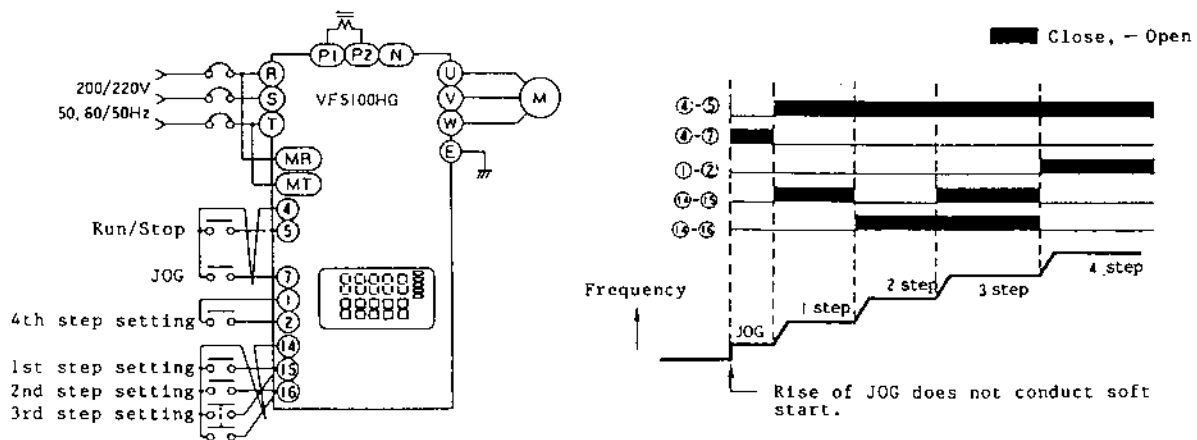 P1 P2 N
R
200/220V
S
50, 60/50Hz
T
VFS100HG
U
V
W
M
E
MR
MT
4
Run/Stop
5
JOG
7
1
4th step setting
2
14
1st step setting
15
2nd step setting
16
3rd step setting
Close, — Open
④-⑤
④-⑦
①-②
⑭-⑮
⑭-⑯
Frequency
JOG
1 step
2 step
3 step
4 step
Rise of JOG does not conduct soft
start.